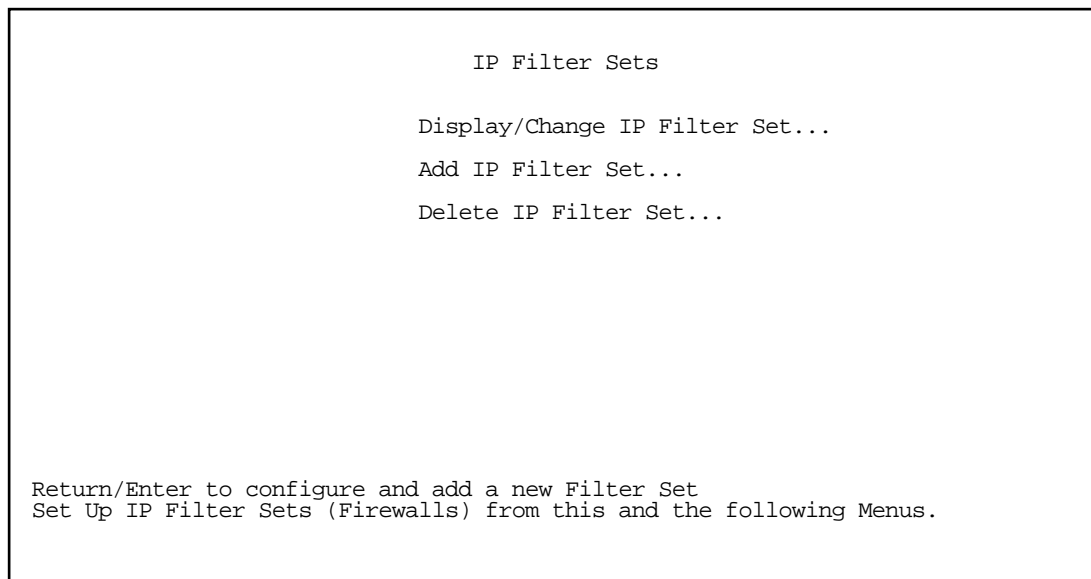 IP Filter Sets
Display/Change IP Filter Set...
Add IP Filter Set...
Delete IP Filter Set...
Return/Enter to configure and add a new Filter Set
Set Up IP Filter Sets (Firewalls) from this and the following Menus.